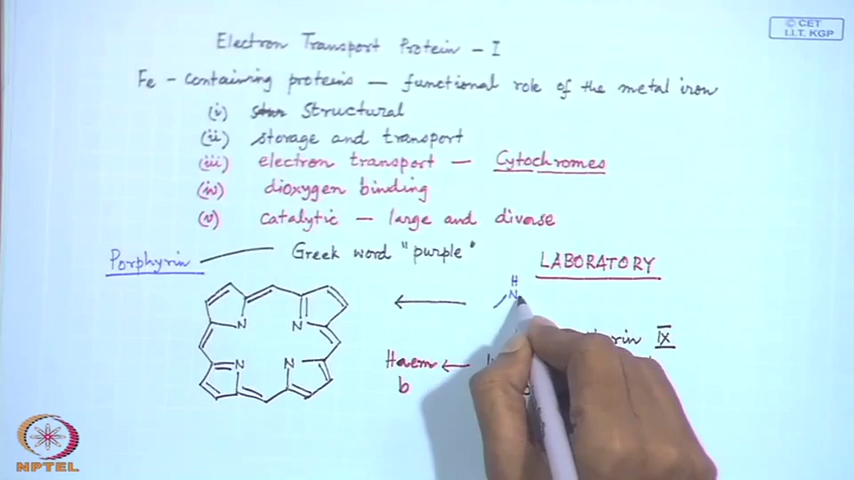 © CET
I.I.T. KGP
Electron Transport Protein - I
Fe - containing proteins — functional role of the metal iron
(i) Structural
(ii) storage and transport
(iii) electron transport — Cytochromes
(iv) dioxygen binding
(v) catalytic — large and diverse
Porphyrin Greek word "purple"
LABORATORY
H
N
N N
IX
N N
Haem
b
NPTEL